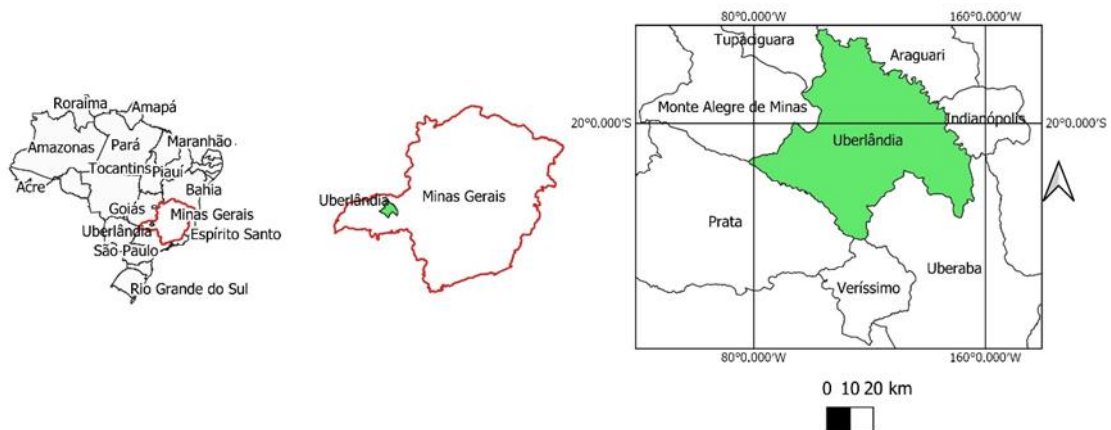 Roraima
Amapá
Amazonas
Pará
Maranhão
Tocantins
Piauí
Acre
Bahia
Goiás
Minas Gerais
Uberlândia
Espírito Santo
São Paulo
Rio Grande do Sul
Uberlândia
Minas Gerais
80°0.000'W
160°0.000'W
Tupaciguara
Araguari
Monte Alegre de Minas
Indianópolis
20°0.000'S
20°0.000'S
Uberlândia
Prata
Uberaba
Veríssimo
80°0.000'W
160°0.000'W
0 10 20 km